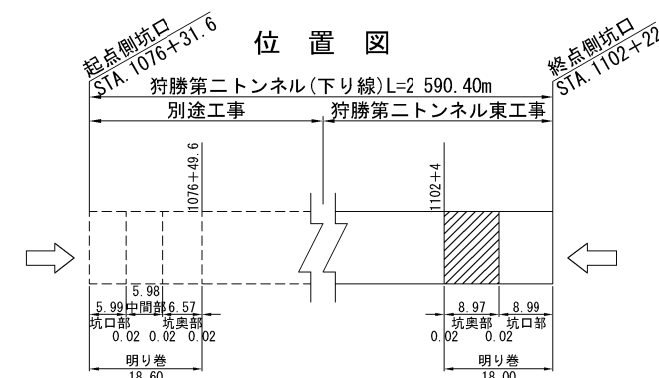 位置図
起点側坑口
STA.1076+31.6
終点側坑口
STA.1102+22
狩勝第二トンネル(下り線)L=2 590.40m
別途工事
狩勝第二トンネル東工事
1076+49.6
1102+4
5.98
5.99 中間部 6.57
坑口部 坑奥部
0.02 0.02 0.02
8.97 8.99
坑奥部 坑口部
0.02 0.02
明り巻
18.60
明り巻
18.00